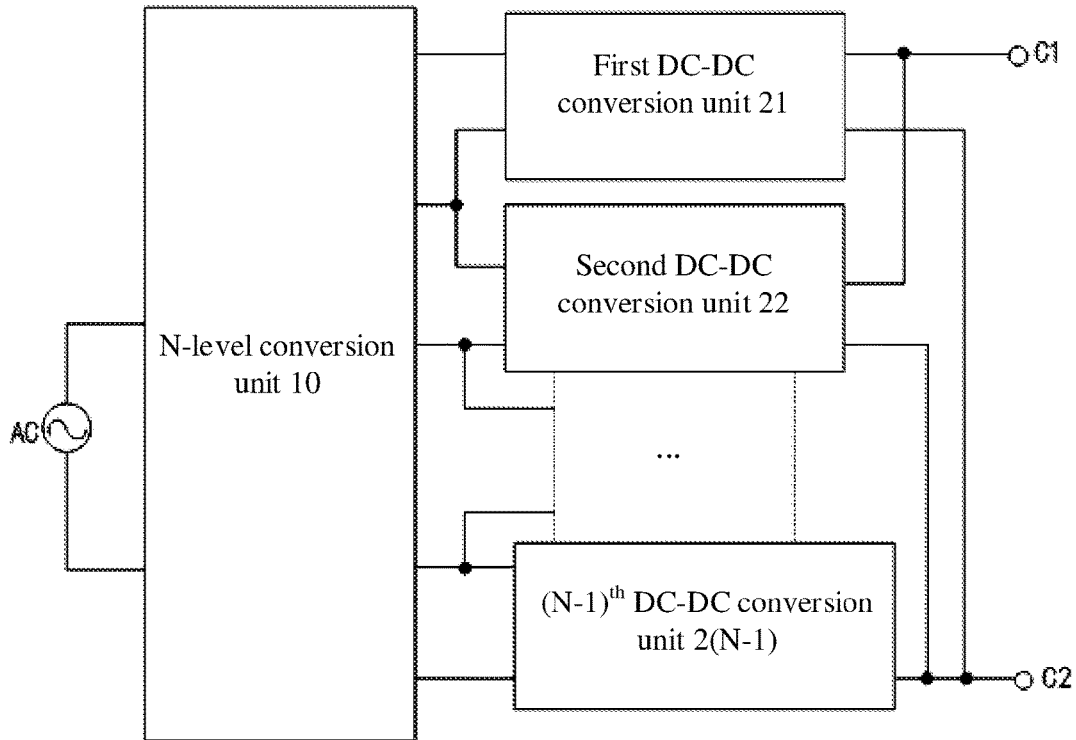 First DC-DC
conversion unit 21
C1
Second DC-DC
conversion unit 22
N-level conversion
unit 10
AC
...
(N-1)th DC-DC conversion
unit 2(N-1)
C2